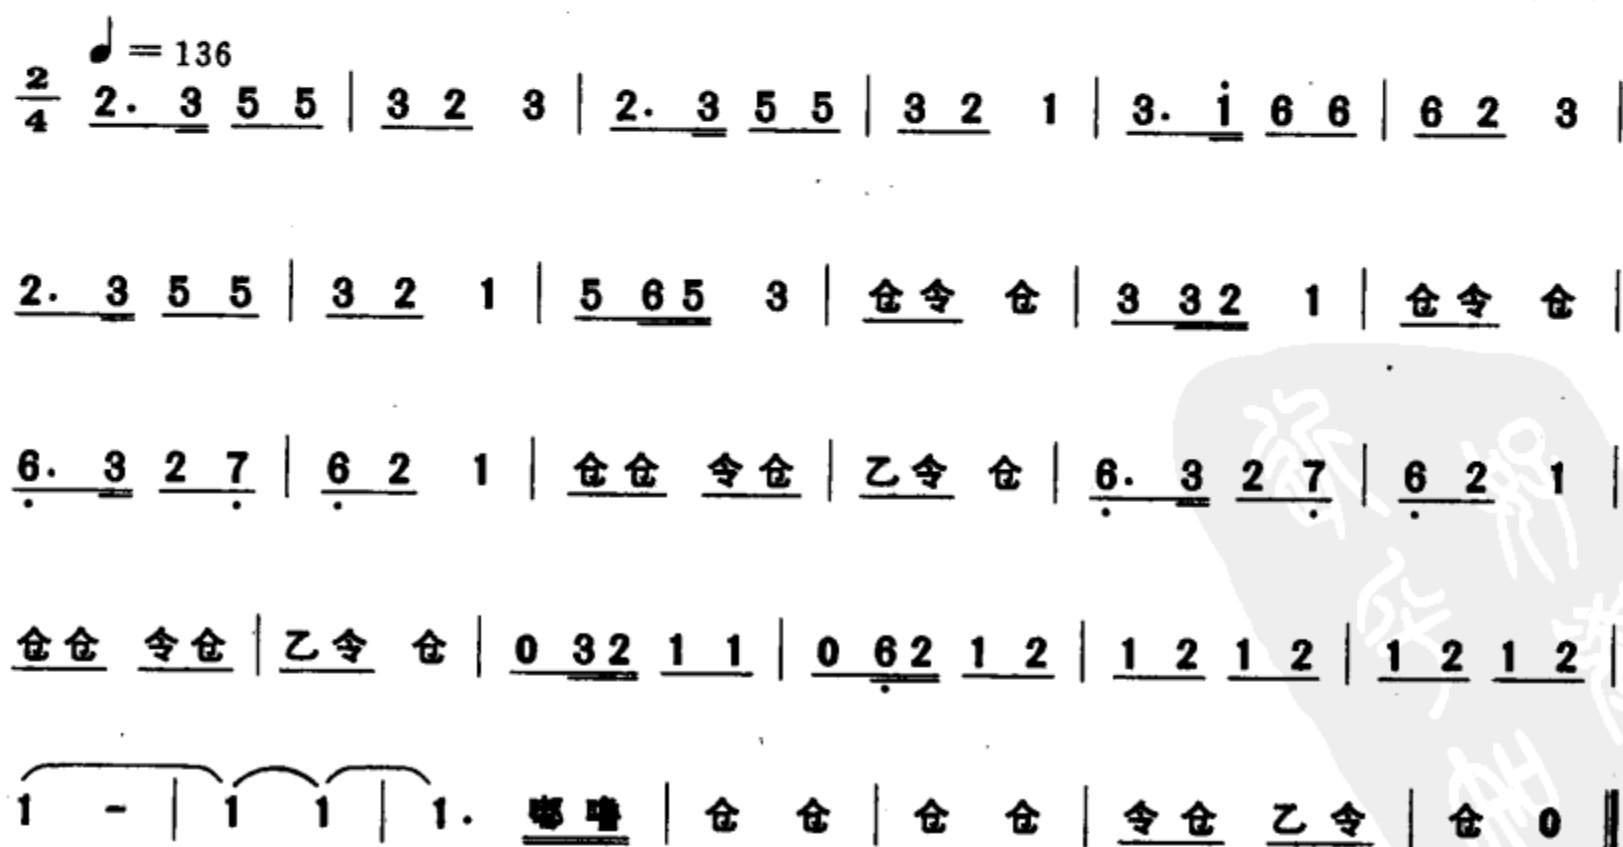 ♩= 136
2/4 2. 3 5 5 | 3 2 3 | 2. 3 5 5 | 3 2 1 | 3. i 6 6 | 6 2 3 |
2. 3 5 5 | 3 2 1 | 5 6 5 3 | 仓令 仓 | 3 3 2 1 | 仓令 仓 |
6. 3 2 7 | 6 2 1 | 仓仓 令仓 | 乙令 仓 | 6. 3 2 7 | 6 2 1 |
仓仓 令仓 | 乙令 仓 | 0 3 2 1 1 | 0 6 2 1 2 | 1 2 1 2 | 1 2 1 2 |
1 - | 1 1 | 1. 嘟噜 | 仓 仓 | 仓 仓 | 令仓 乙令 | 仓 0 ‖